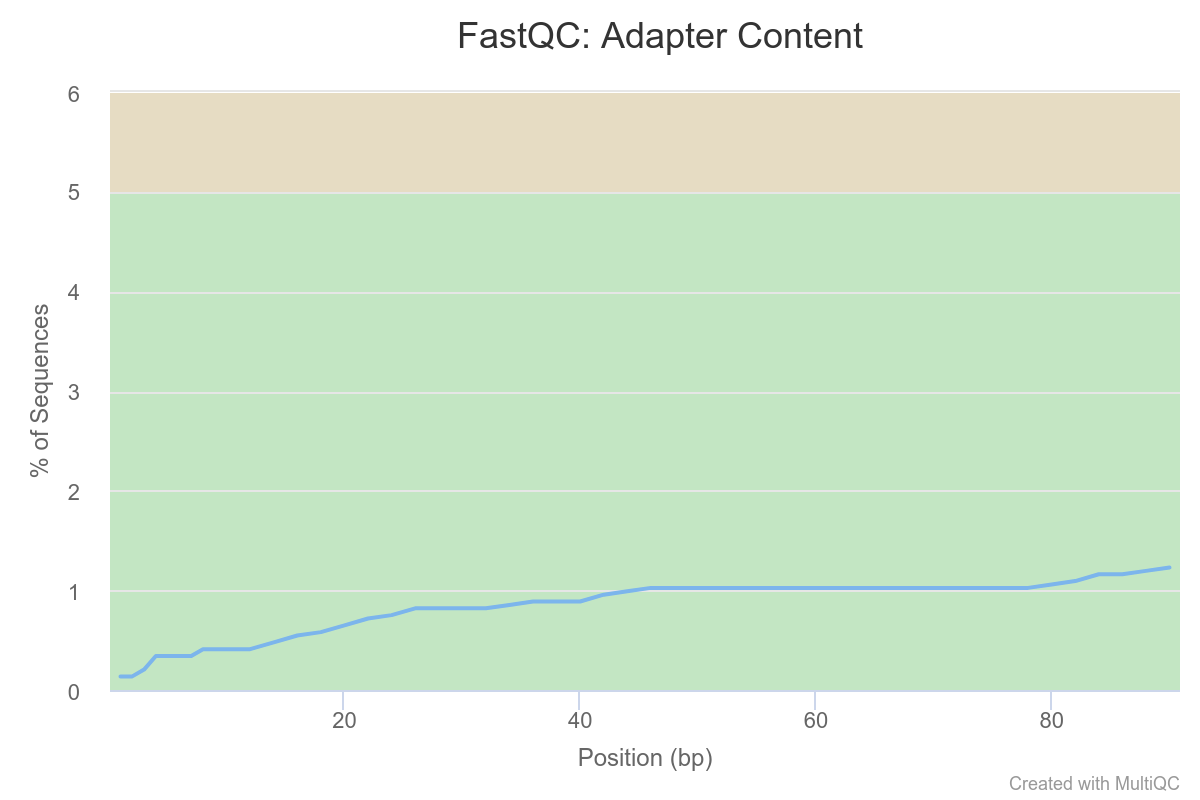 FastQC: Adapter Content
6
5
4
3
2
1
0
% of Sequences
20 40 60 80
Position (bp)
Created with MultiQC